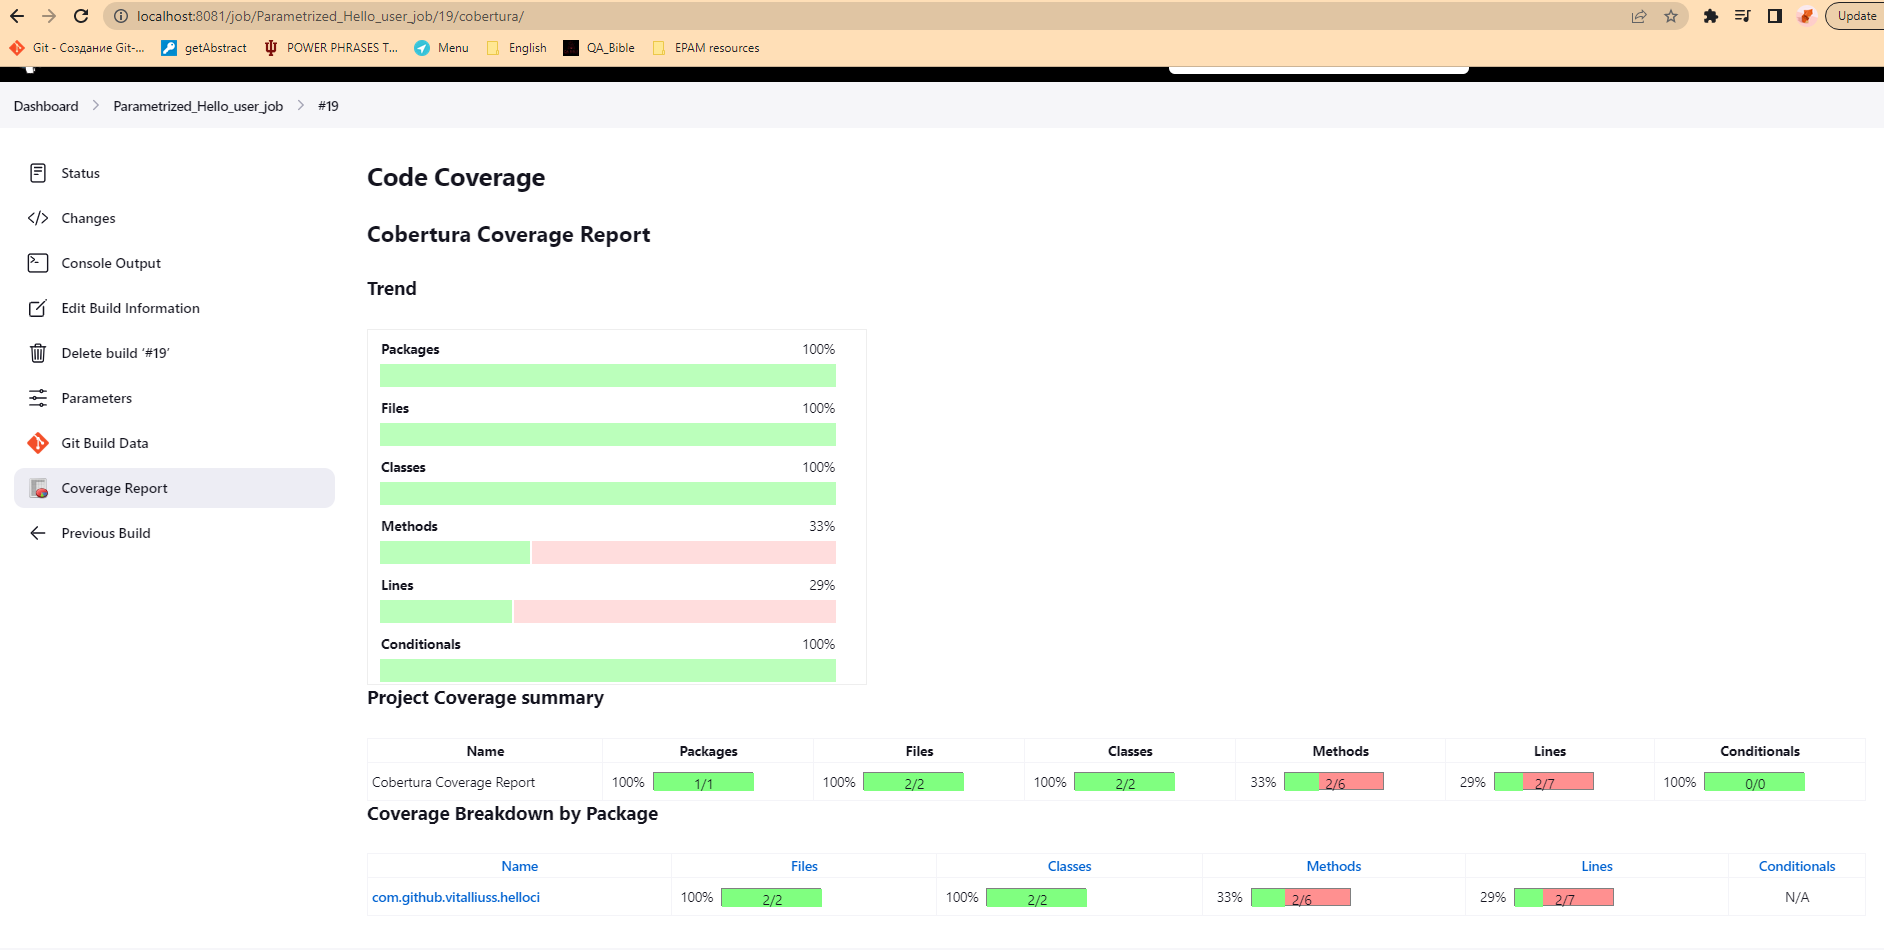 localhost:8081/job/Parametrized_Hello_user_job/19/cobertura/
Update
Git - Создание Git-...
getAbstract
POWER PHRASES T...
Menu
English
QA_Bible
EPAM resources
Dashboard
Parametrized_Hello_user_job
#19
Status
Changes
Console Output
Edit Build Information
Delete build ‘#19’
Parameters
Git Build Data
Coverage Report
Previous Build
Code Coverage
Cobertura Coverage Report
Trend
Packages 100%
Files 100%
Classes 100%
Methods 33%
Lines 29%
Conditionals 100%
Project Coverage summary
Name Packages Files Classes Methods Lines Conditionals
Cobertura Coverage Report 100% 1/1 100% 2/2 100% 2/2 33% 2/6 29% 2/7 100% 0/0
Coverage Breakdown by Package
Name Files Classes Methods Lines Conditionals
com.github.vitalliuss.helloci 100% 2/2 100% 2/2 33% 2/6 29% 2/7 N/A